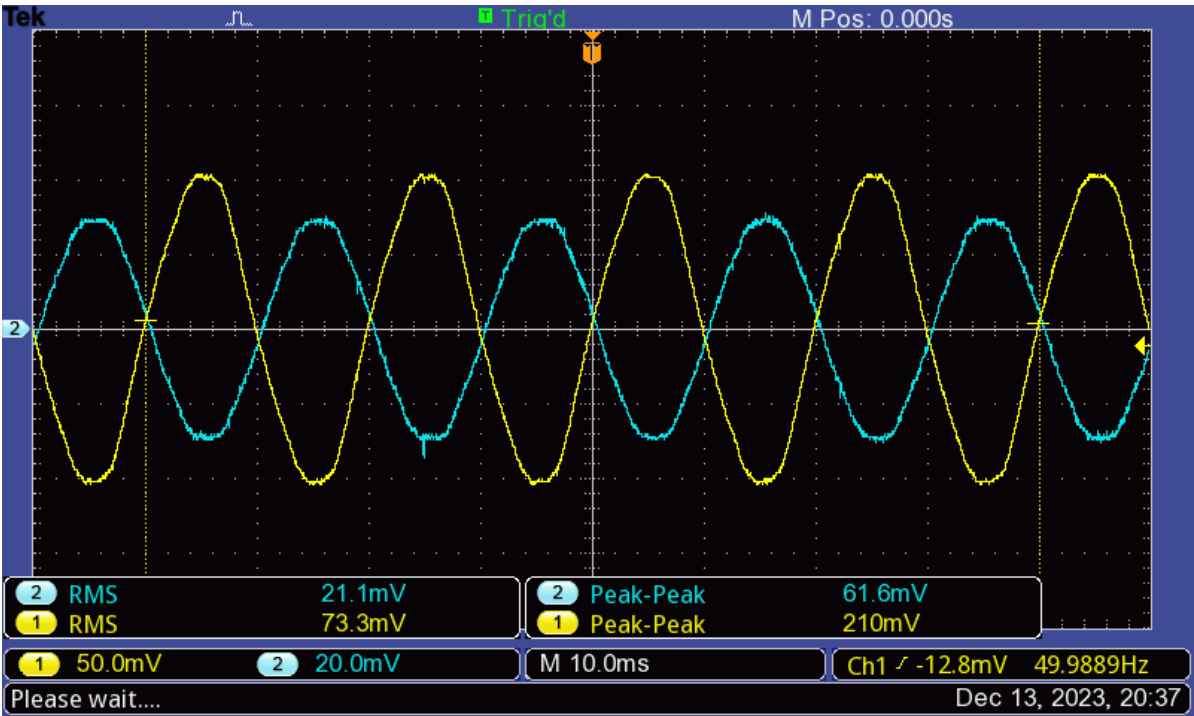 Tek T Trig'd M Pos: 0.000s
T
2
2 RMS 21.1mV 2 Peak-Peak 61.6mV
1 RMS 73.3mV 1 Peak-Peak 210mV
1 50.0mV 2 20.0mV M 10.0ms Ch1 -12.8mV 49.9889Hz
Please wait.... Dec 13, 2023, 20:37